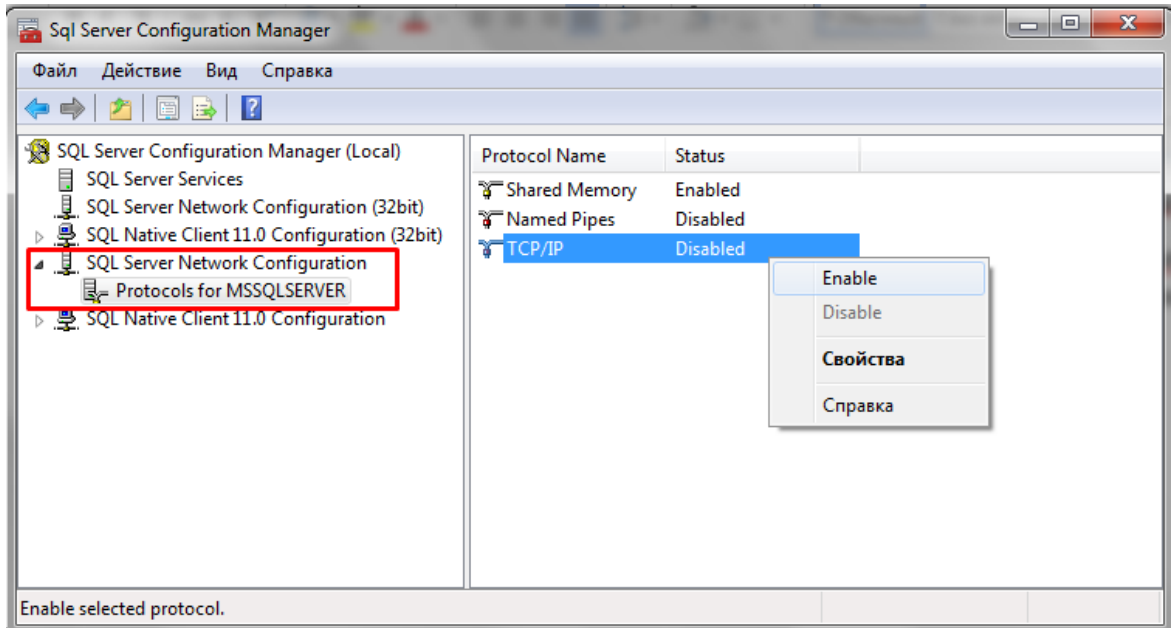 Sql Server Configuration Manager
Файл Действие Вид Справка
SQL Server Configuration Manager (Local)
SQL Server Services
SQL Server Network Configuration (32bit)
SQL Native Client 11.0 Configuration (32bit)
SQL Server Network Configuration
Protocols for MSSQLSERVER
SQL Native Client 11.0 Configuration
Protocol Name Status
Shared Memory Enabled
Named Pipes Disabled
TCP/IP Disabled
Enable
Disable
Свойства
Справка
Enable selected protocol.